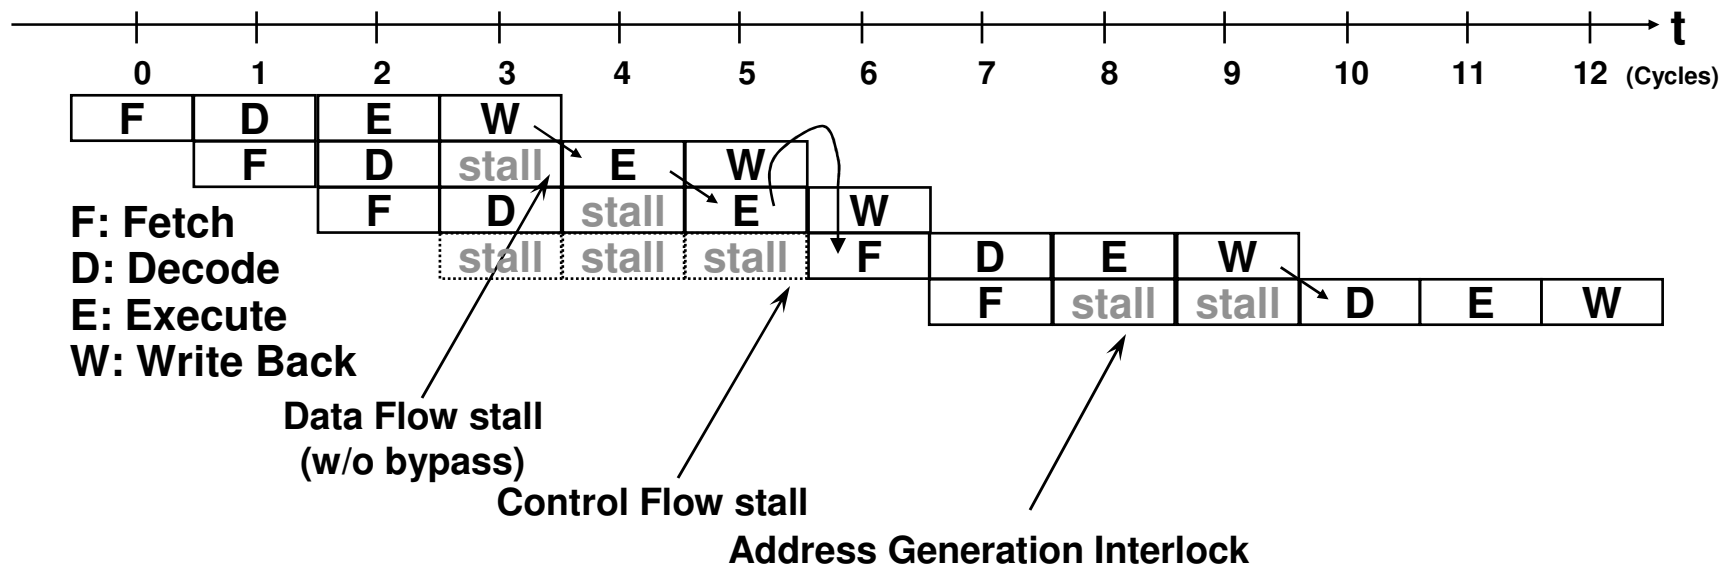 t
0 1 2 3 4 5 6 7 8 9 10 11 12 (Cycles)
F D E W
F D stall E W
F D stall E W
stall stall stall F D E W
F stall stall D E W
F: Fetch
D: Decode
E: Execute
W: Write Back
Data Flow stall
(w/o bypass)
Control Flow stall
Address Generation Interlock